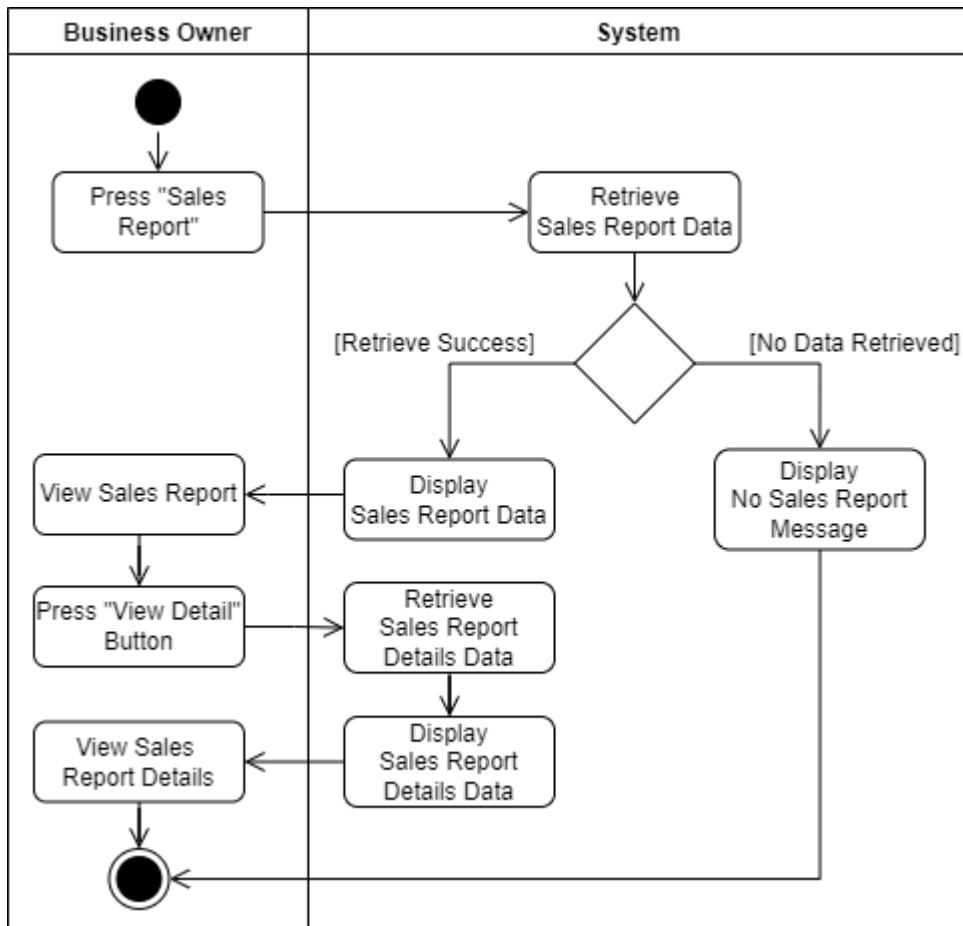 Business Owner
System
Press "Sales
Report"
Retrieve
Sales Report Data
[Retrieve Success]
[No Data Retrieved]
View Sales Report
Display
Sales Report Data
Display
No Sales Report
Message
Press "View Detail"
Button
Retrieve
Sales Report
Details Data
View Sales
Report Details
Display
Sales Report
Details Data